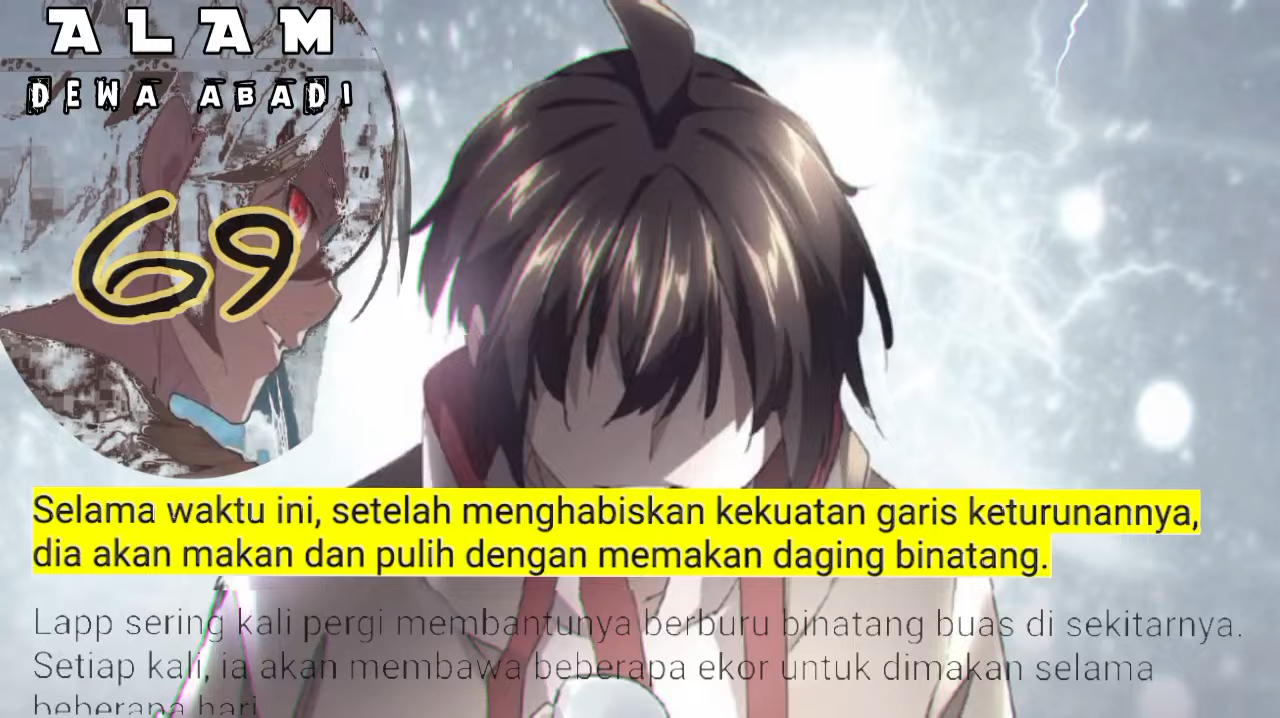 ALAM
DEWA ABADI
69
Selama waktu ini, setelah menghabiskan kekuatan garis keturunannya,
dia akan makan dan pulih dengan memakan daging binatang.
Lapp sering kali pergi membantunya berburu binatang buas di sekitarnya.
Setiap kali, ia akan membawa beberapa ekor untuk dimakan selama
beberapa hari